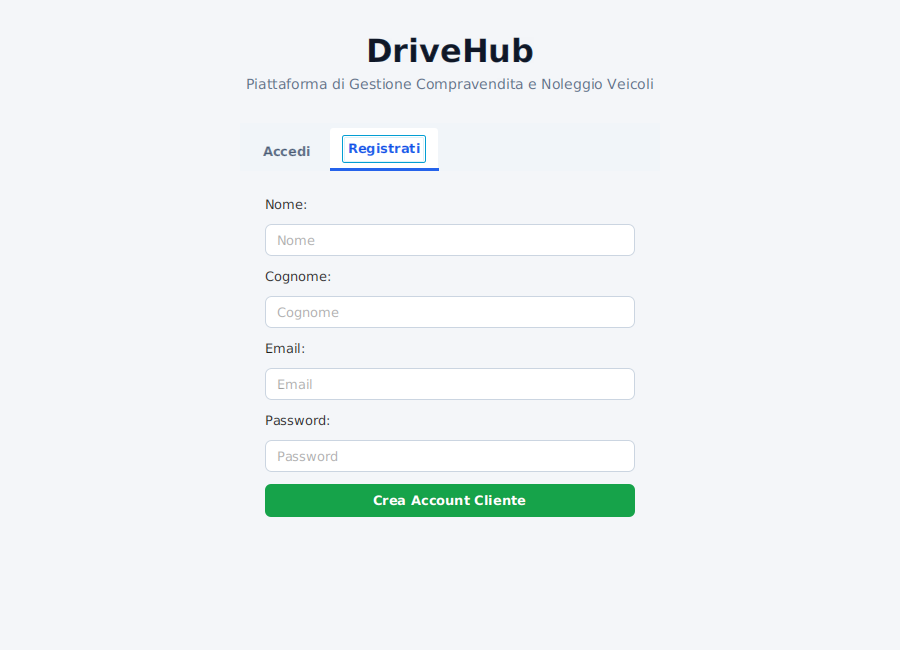 DriveHub
Piattaforma di Gestione Compravendita e Noleggio Veicoli
Accedi Registrati
Nome:
Nome
Cognome:
Cognome
Email:
Email
Password:
Password
Crea Account Cliente